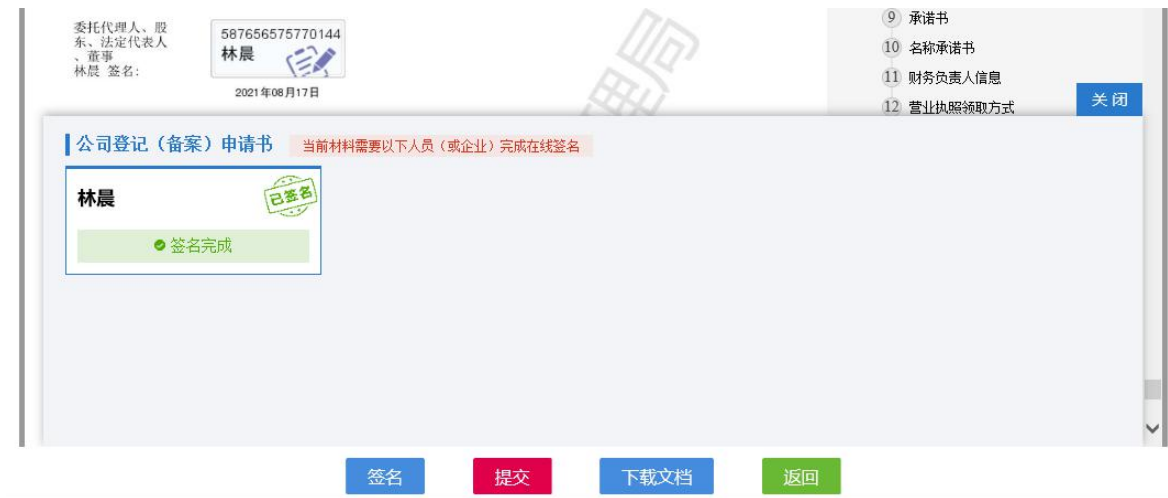 委托代理人、股
东、法定代表人
、董事
林晨 签名:
587656575770144
林晨
2021年08月17日
理局
9 承诺书
10 名称承诺书
11 财务负责人信息
12 营业执照领取方式
关闭
公司登记（备案）申请书 当前材料需要以下人员（或企业）完成在线签名
林晨
已签名
签名完成
签名 提交 下载文档 返回